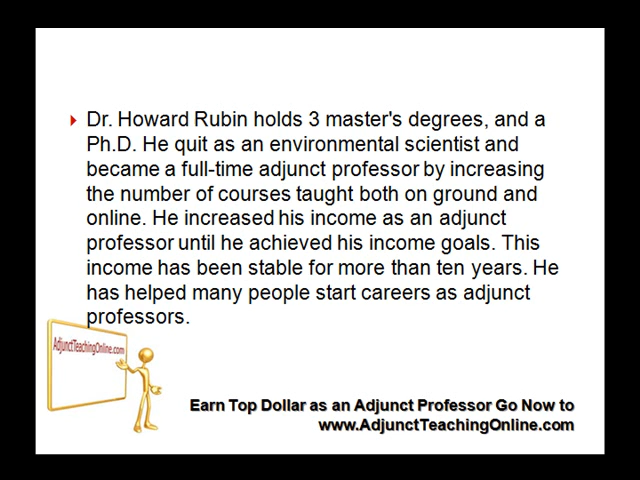 Dr. Howard Rubin holds 3 master's degrees, and a
Ph.D. He quit as an environmental scientist and
became a full-time adjunct professor by increasing
the number of courses taught both on ground and
online. He increased his income as an adjunct
professor until he achieved his income goals. This
income has been stable for more than ten years. He
has helped many people start careers as adjunct
professors.
AdjunctTeachingOnline.com
Earn Top Dollar as an Adjunct Professor Go Now to
www.AdjunctTeachingOnline.com